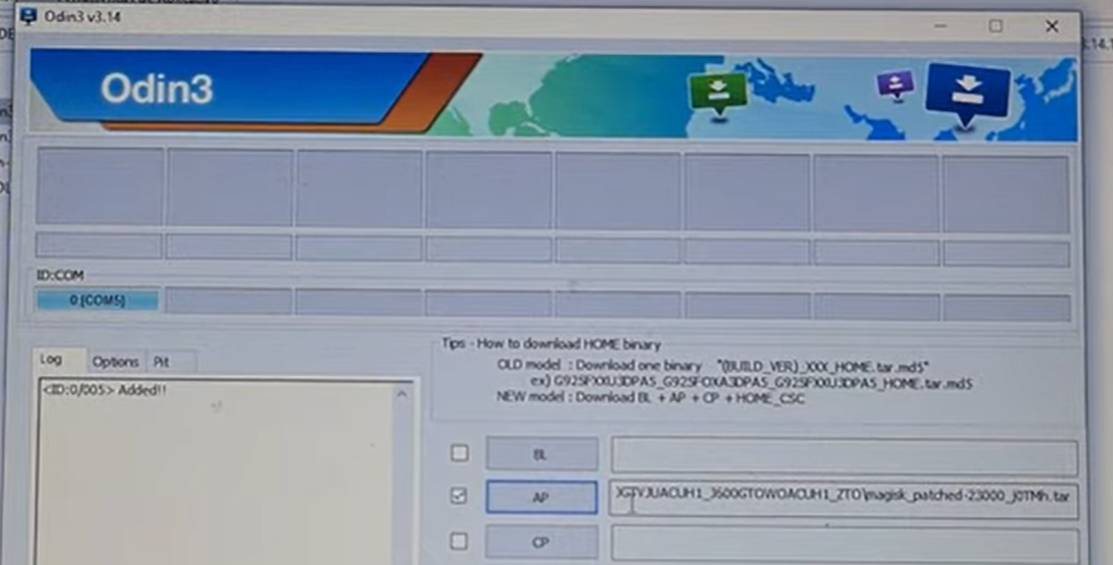 Odin3 v3.14
Odin3
ID:COM
0:[COM5]
Log
Options
Pit
<ID:0/005> Added!!
Tips - How to download HOME binary
OLD model : Download one binary "(BUILD_VER)_XXX_HOME.tar.md5"
ex) G925FXXU3DPA5_G925FOXA3DPA5_G925FXXU3DPA5_HOME.tar.md5
NEW model : Download BL + AP + CP + HOME_CSC
BL
AP
magisk_patched-23000_j0TMh.tar
CP